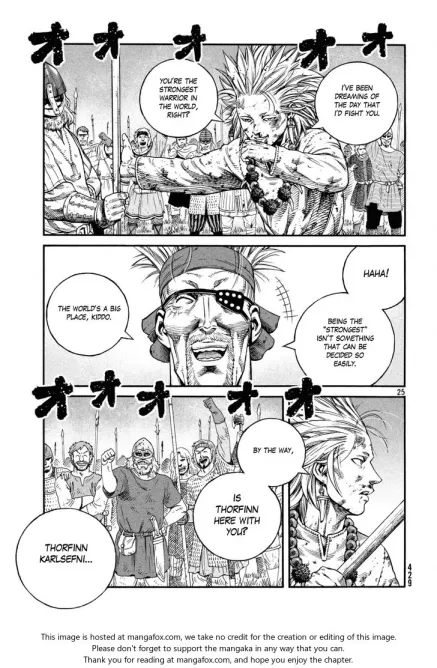 オオオオオ
I'VE BEEN
DREAMING OF
THE DAY THAT
I'D FIGHT YOU.
YOU'RE THE
STRONGEST
WARRIOR IN
THE WORLD,
RIGHT?
HAHA!
BEING THE
"STRONGEST"
ISN'T SOMETHING
THAT CAN BE
DECIDED SO
EASILY.
THE WORLD'S A BIG
PLACE, KIDDO.
25
オオオオオ
BY THE WAY,
IS
THORFINN
HERE WITH
YOU?
THORFINN
KARLSEFNI...
429
This image is hosted at mangafox.com, we take no credit for the creation or editing of this image.
Please don't forget to support the mangaka in any way that you can.
Thank you for reading at mangafox.com, and hope you enjoy the chapter.